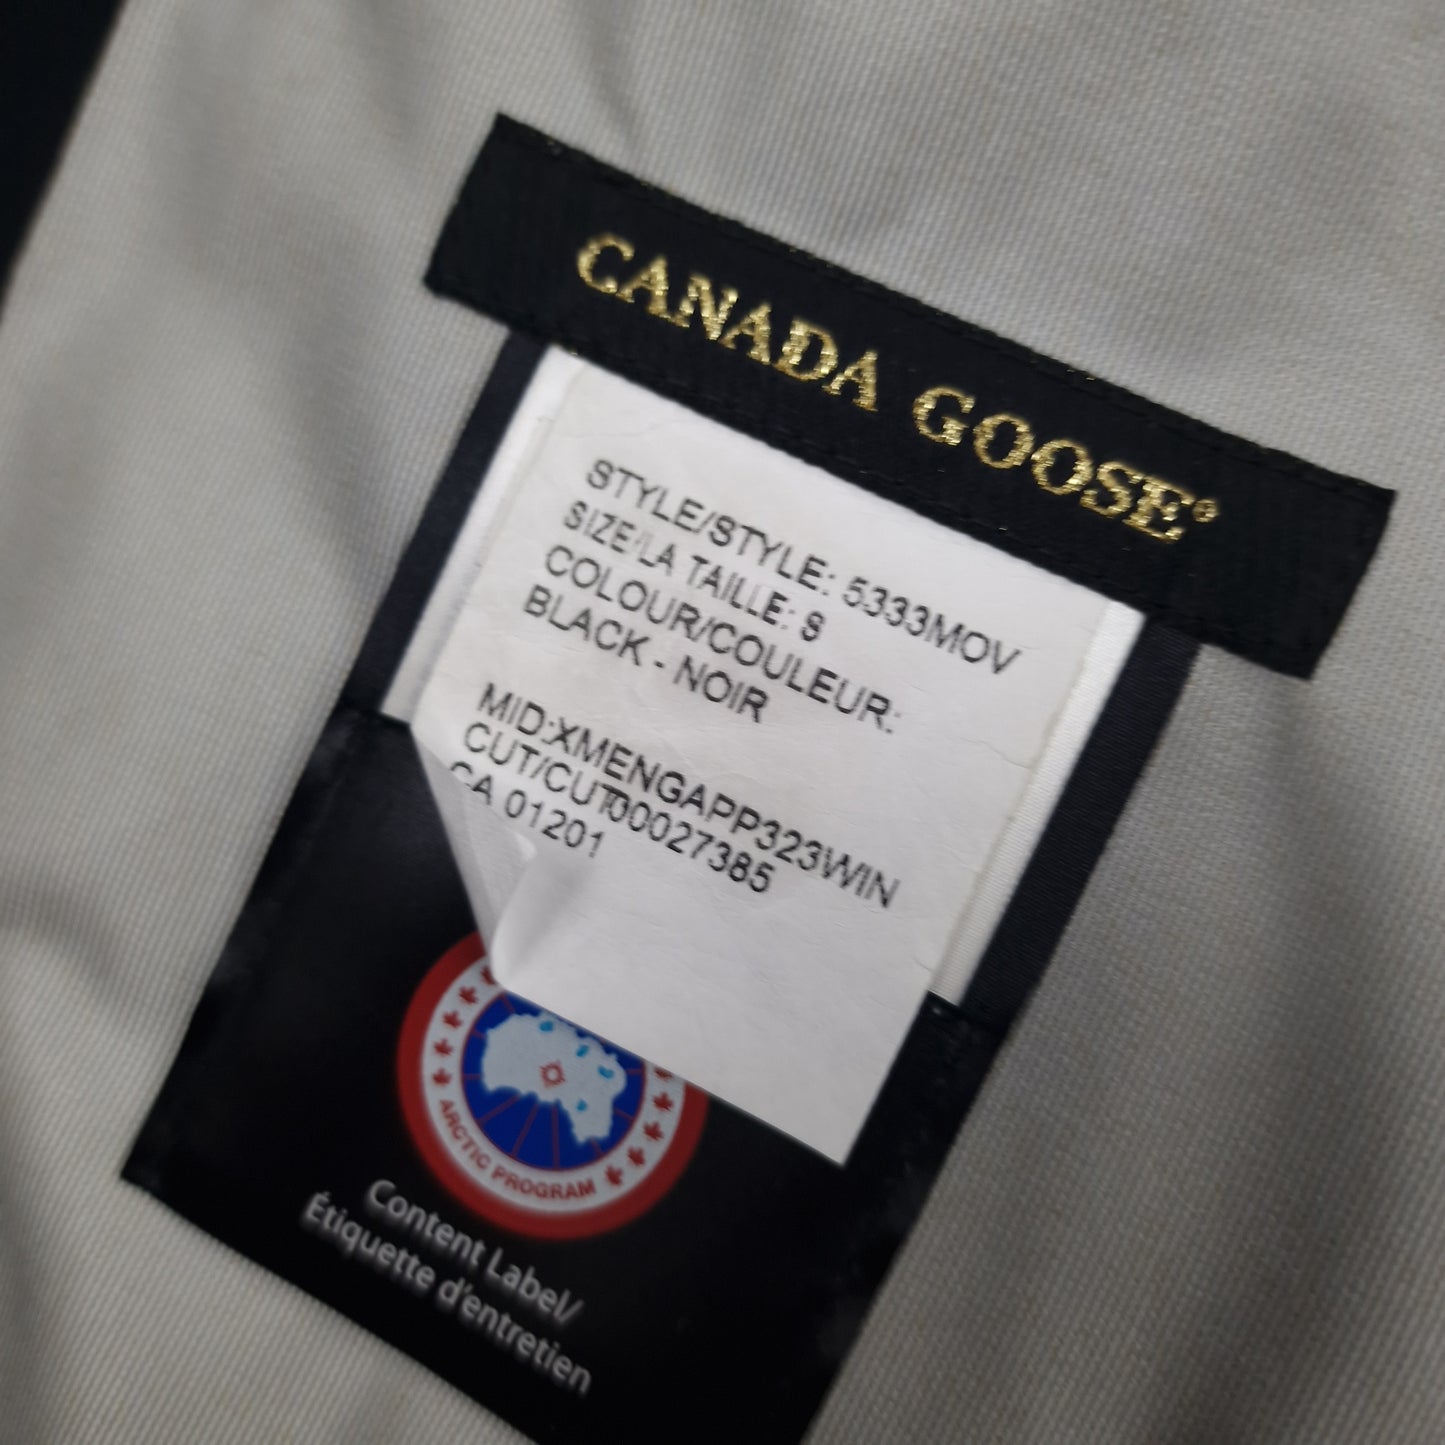 CANADA GOOSE®
STYLE/STYLE: 5333MOV
SIZE/LA TAILLE: S
COLOUR/COULEUR:
BLACK - NOIR
MID:XMENGAPP323WIN
CUT/CUT00027385
CA 01201
ARCTIC PROGRAM
Content Label/
Étiquette d'entretien